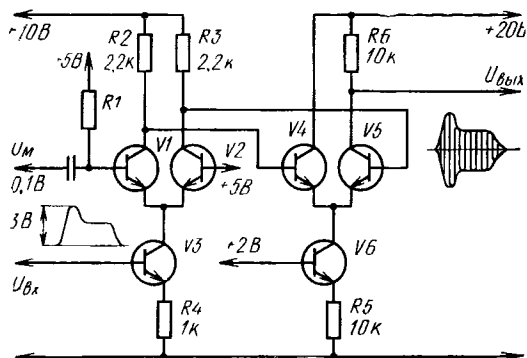 +10В
R2
2,2к
R3
2,2к
R6
10к
+20В
+5В
R1
Uвых
V1
V2
V4
V5
Uм
0,1В
+5В
3В
V3
+2В
V6
Uвх
R4
1к
R5
10к